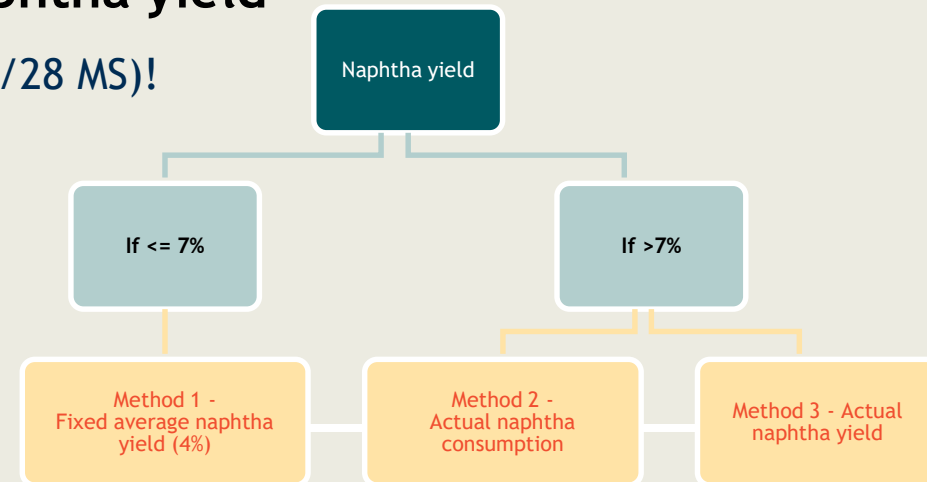 yield
/28 MS)!
Naphtha yield
If <= 7%
If >7%
Method 1 -
Fixed average naphtha
yield (4%)
Method 2 -
Actual naphtha
consumption
Method 3 - Actual
naphtha yield